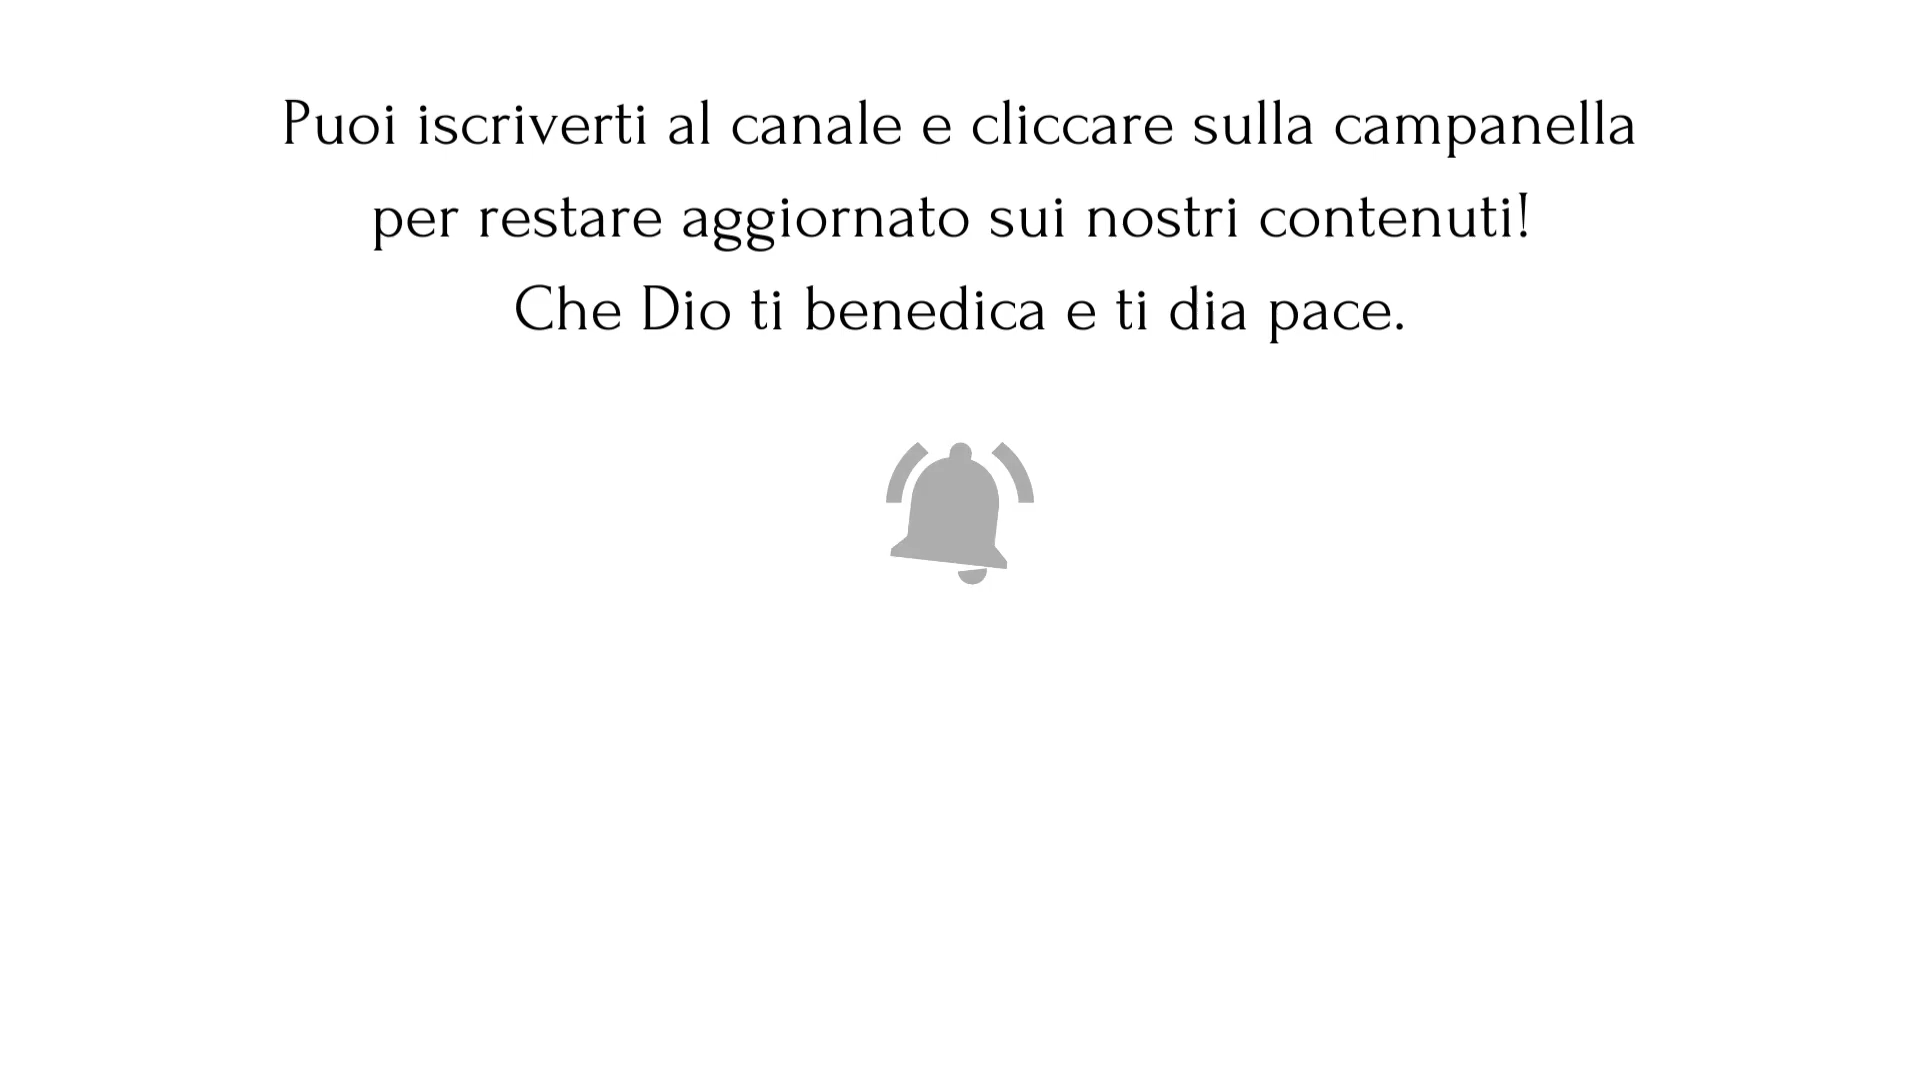 Puoi iscriverti al canale e cliccare sulla campanella
per restare aggiornato sui nostri contenuti!
Che Dio ti benedica e ti dia pace.